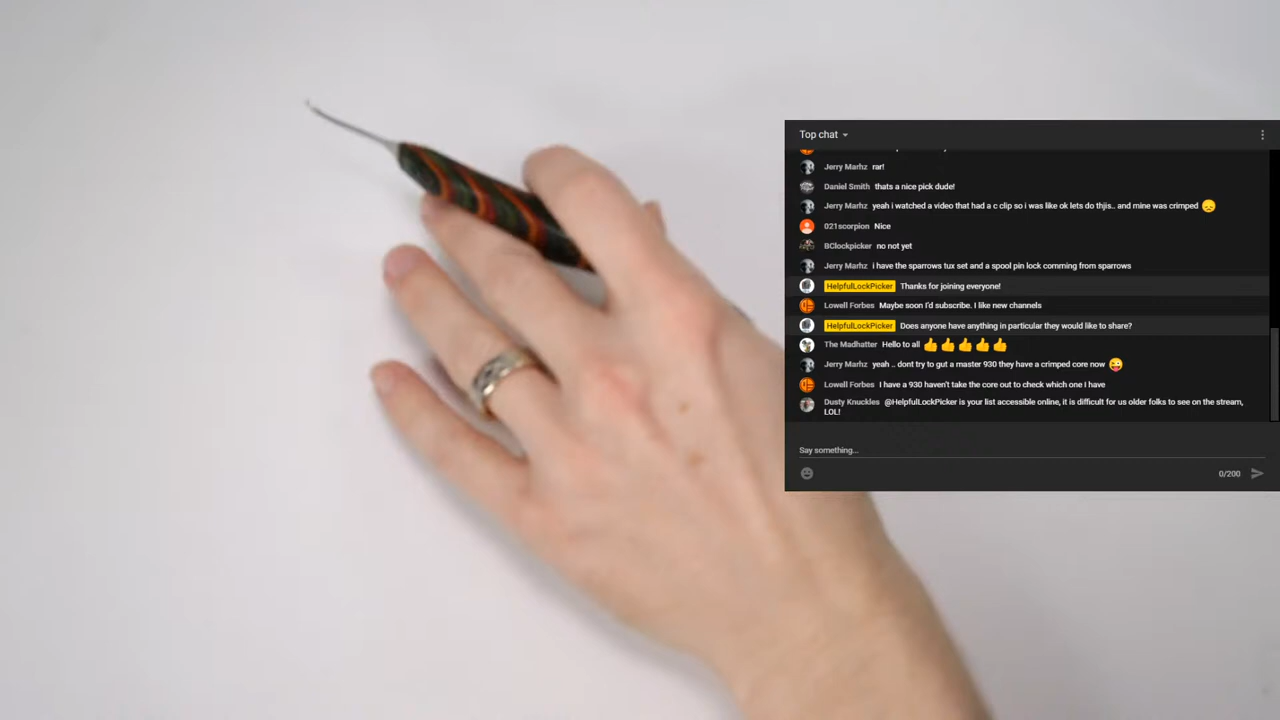 Top chat
Jerry Marhz rar!
Daniel Smith thats a nice pick dude!
Jerry Marhz yeah i watched a video that had a c clip so i was like ok lets do thjis.. and mine was crimped 😞
021scorpion Nice
BClockpicker no not yet
Jerry Marhz i have the sparrows tux set and a spool pin lock comming from sparrows
HelpfulLockPicker Thanks for joining everyone!
Lowell Forbes Maybe soon I'd subscribe. I like new channels
HelpfulLockPicker Does anyone have anything in particular they would like to share?
The Madhatter Hello to all 👍👍👍👍👍
Jerry Marhz yeah .. dont try to gut a master 930 they have a crimped core now 😜
Lowell Forbes I have a 930 haven't take the core out to check which one I have
Dusty Knuckles @HelpfulLockPicker is your list accessible online, it is difficult for us older folks to see on the stream,
LOL!
Say something...
0/200